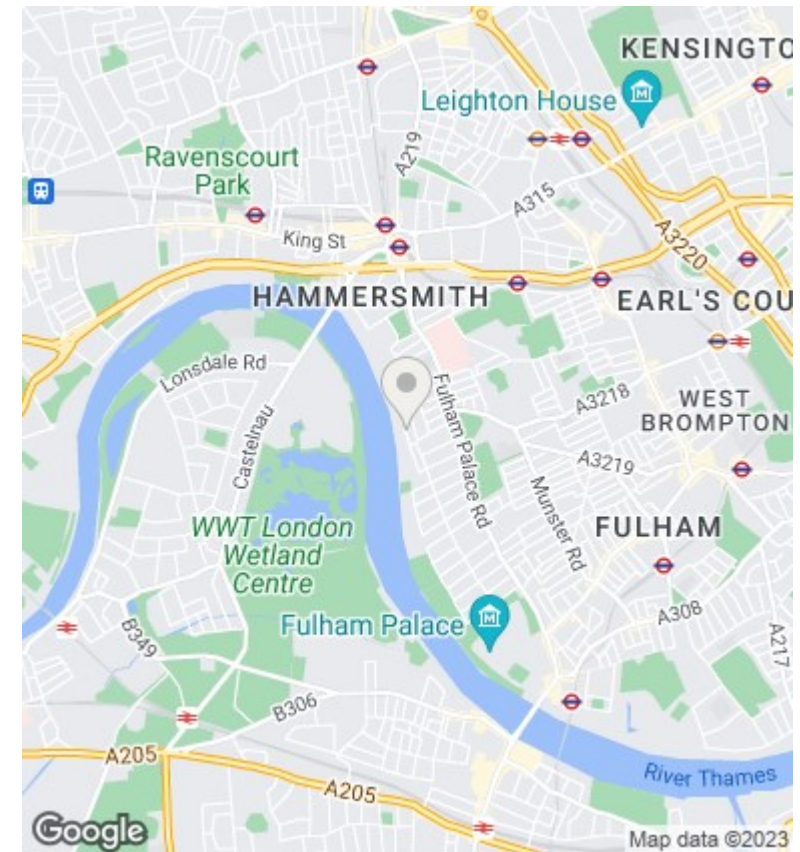 KENSINGTO
Leighton House
A219
Ravenscourt
Park
A315
King St
A3220
HAMMERSMITH
EARL'S COU
Lonsdale Rd
Castelnau
Fulham Palace Rd
A3218
WEST
BROMPTON
A3219
Munster Rd
WWT London
Wetland
Centre
FULHAM
Fulham Palace
A308
A217
B349
B306
A205
A205
River Thames
Google
Map data ©2023